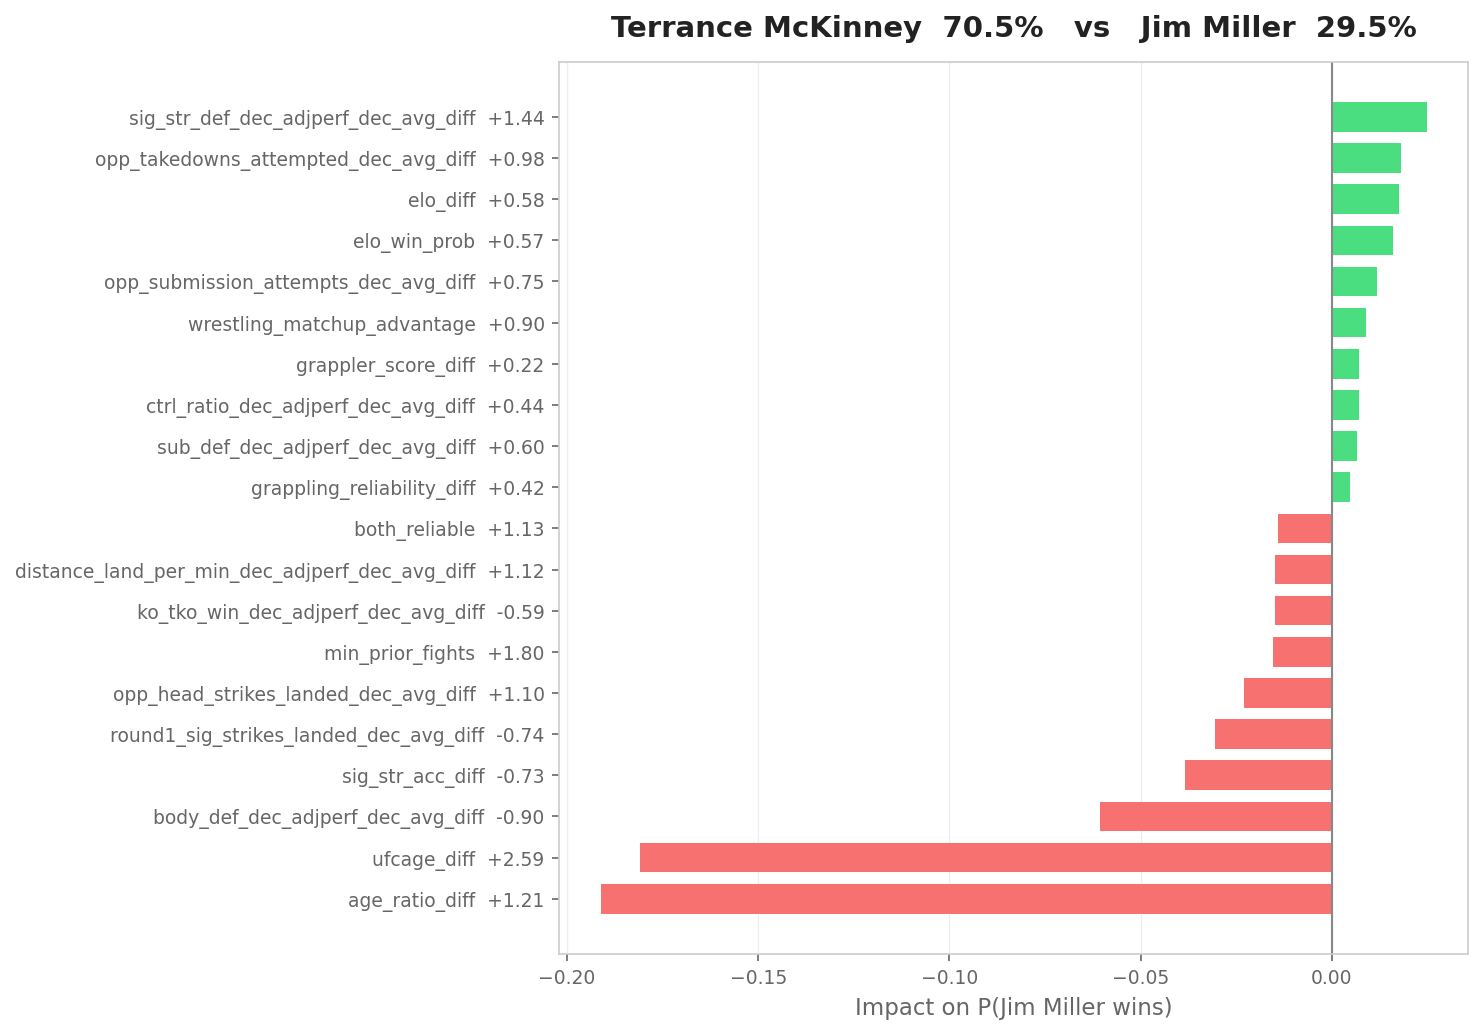 Terrance McKinney  70.5%   vs   Jim Miller  29.5%
sig_str_def_dec_adjperf_dec_avg_diff  +1.44
opp_takedowns_attempted_dec_avg_diff  +0.98
elo_diff  +0.58
elo_win_prob  +0.57
opp_submission_attempts_dec_avg_diff  +0.75
wrestling_matchup_advantage  +0.90
grappler_score_diff  +0.22
ctrl_ratio_dec_adjperf_dec_avg_diff  +0.44
sub_def_dec_adjperf_dec_avg_diff  +0.60
grappling_reliability_diff  +0.42
both_reliable  +1.13
distance_land_per_min_dec_adjperf_dec_avg_diff  +1.12
ko_tko_win_dec_adjperf_dec_avg_diff  -0.59
min_prior_fights  +1.80
opp_head_strikes_landed_dec_avg_diff  +1.10
round1_sig_strikes_landed_dec_avg_diff  -0.74
sig_str_acc_diff  -0.73
body_def_dec_adjperf_dec_avg_diff  -0.90
ufcage_diff  +2.59
age_ratio_diff  +1.21
−0.20 −0.15 −0.10 −0.05 0.00
Impact on P(Jim Miller wins)